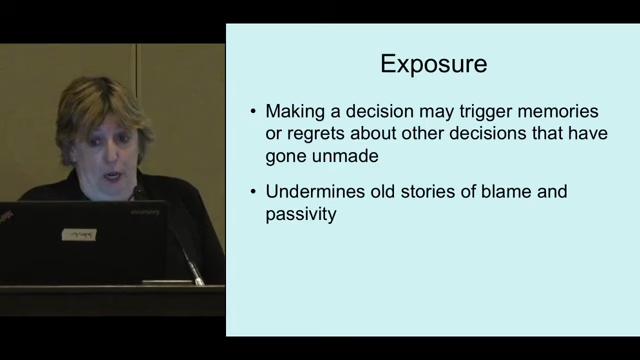 Exposure
• Making a decision may trigger memories
or regrets about other decisions that have
gone unmade
• Undermines old stories of blame and
passivity